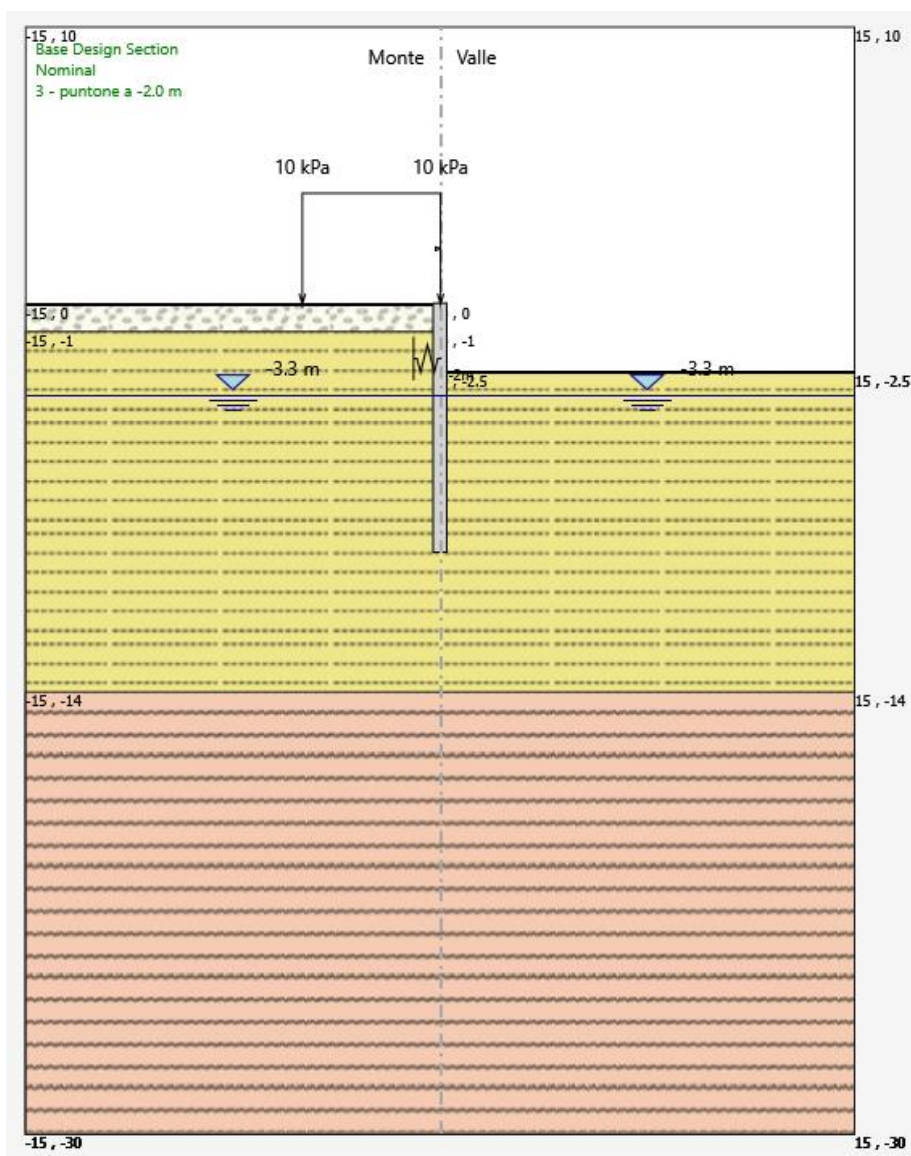 -15 , 10
15 , 10
Base Design Section
Nominal
3 - puntone a -2.0 m
Monte
Valle
10 kPa
10 kPa
-15 , 0
, 0
-15 , -1
, -1
-3.3 m
-2m
, -2.5
-3.3 m
15 , -2.5
-15 , -14
15 , -14
-15 , -30
15 , -30